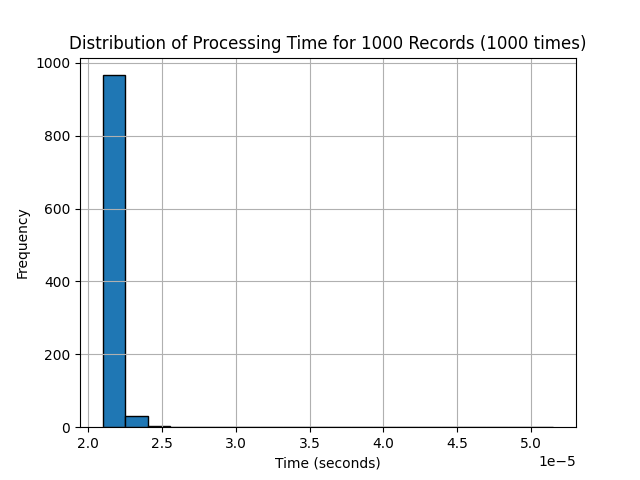 Distribution of Processing Time for 1000 Records (1000 times)
1000
800
600
400
200
0
Frequency
2.0 2.5 3.0 3.5 4.0 4.5 5.0
1e−5
Time (seconds)